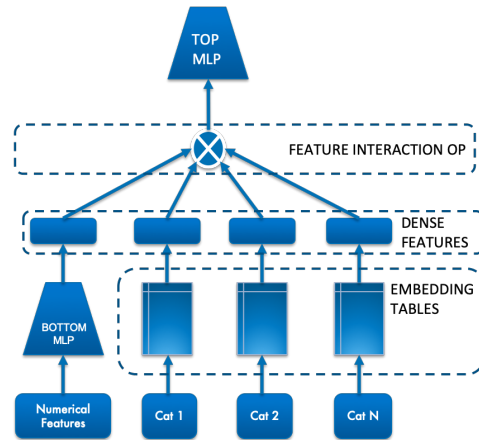 TOP
MLP
FEATURE INTERACTION OP
DENSE
FEATURES
EMBEDDING
TABLES
BOTTOM
MLP
Numerical
Features
Cat 1
Cat 2
Cat N